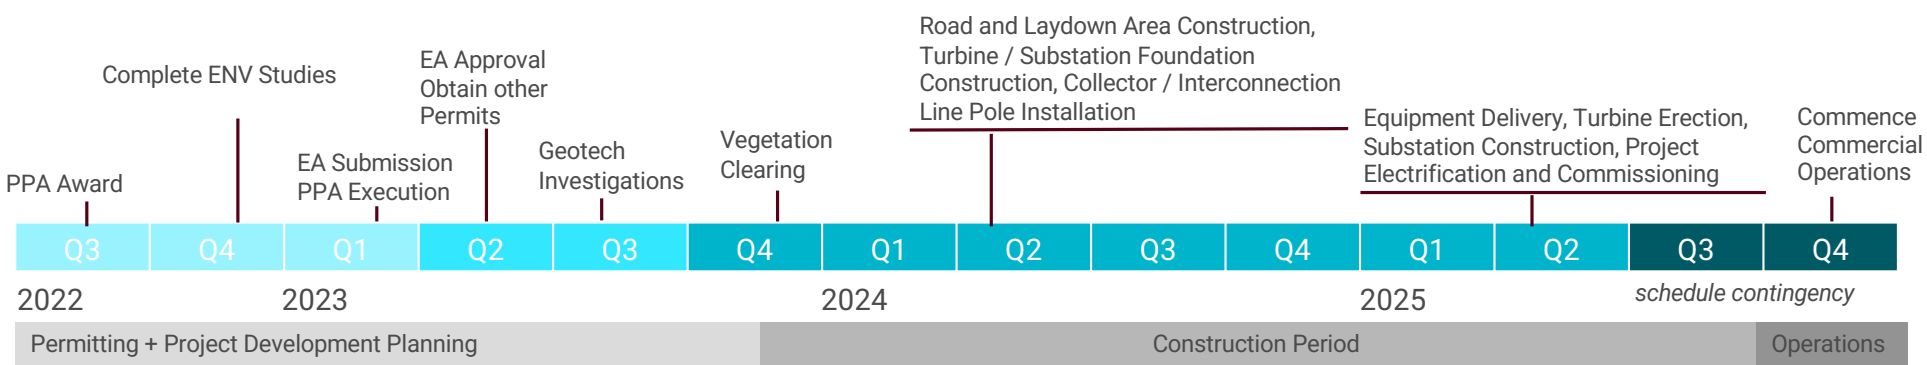 Road and Laydown Area Construction,
Turbine / Substation Foundation
Construction, Collector / Interconnection
Line Pole Installation
Complete ENV Studies
EA Approval
Obtain other
Permits
Equipment Delivery, Turbine Erection,
Substation Construction, Project
Electrification and Commissioning
Commence
Commercial
Operations
PPA Award
EA Submission
PPA Execution
Geotech
Investigations
Vegetation
Clearing
Q3 Q4 Q1 Q2 Q3 Q4 Q1 Q2 Q3 Q4 Q1 Q2 Q3 Q4
2022 2023 2024 2025 schedule contingency
Permitting + Project Development Planning Construction Period Operations